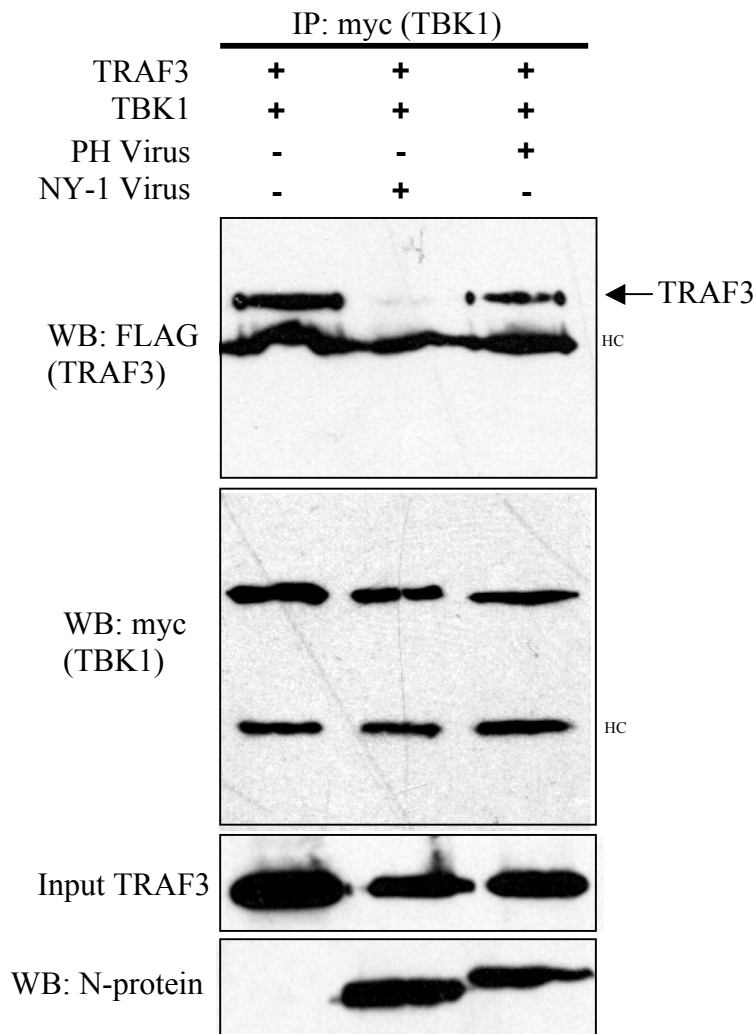 IP: myc (TBK1)
TRAF3 + + +
TBK1 + + +
PH Virus - - +
NY-1 Virus - + -
TRAF3
WB: FLAG
(TRAF3)
HC
WB: myc
(TBK1)
HC
Input TRAF3
WB: N-protein